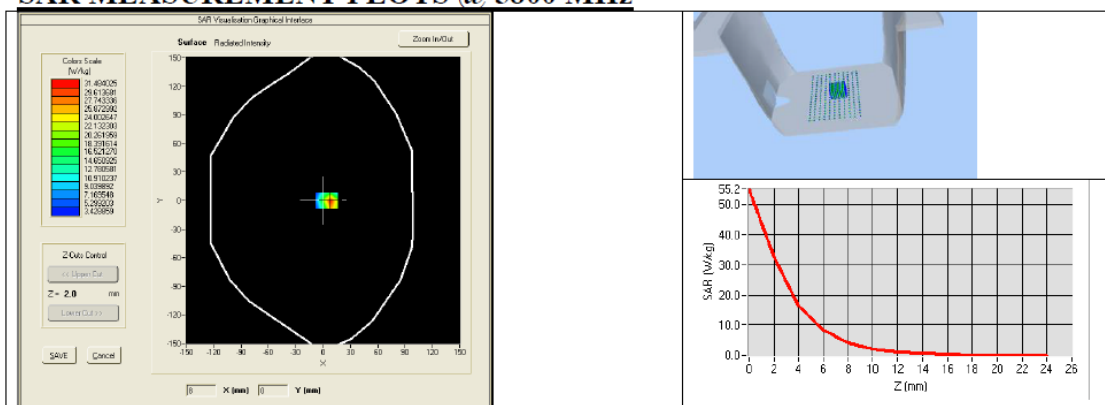 SAR MEASUREMENT PLOTS @ 5800 MHz
SAR Visualisation Graphical Interface
Surface Radiated Intensity
Zoom In/Out
Colors Scale
(W/kg)
31.484025
29.613681
27.743336
25.872992
24.002647
22.132303
20.261959
18.391614
16.521270
14.650925
12.780581
10.910237
9.039892
7.169548
5.299203
3.428859
Z Cuts Control
<< Upper Cut
Z = 2.0 mm
Lower Cut >>
SAVE Cancel
150
120
90
60
30
0
-30
-60
-90
-120
-150
Y
-150 -120 -90 -60 -30 0 30 60 90 120 150
X
8 X (mm) 0 Y (mm)
55.2
50.0
40.0
30.0
20.0
10.0
0.0
SAR (W/kg)
0 2 4 6 8 10 12 14 16 18 20 22 24 26
Z (mm)